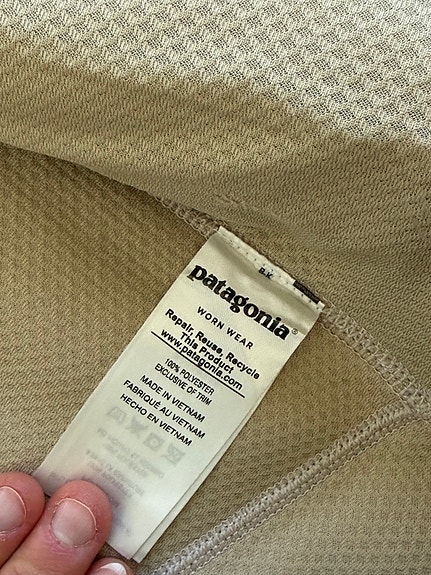 B.K
patagonia®
WORN WEAR
Repair, Reuse, Recycle
This Product
www.patagonia.com
100% POLYESTER
EXCLUSIVE OF TRIM
MADE IN VIETNAM
FABRIQUÉ AU VIETNAM
HECHO EN VIETNAM